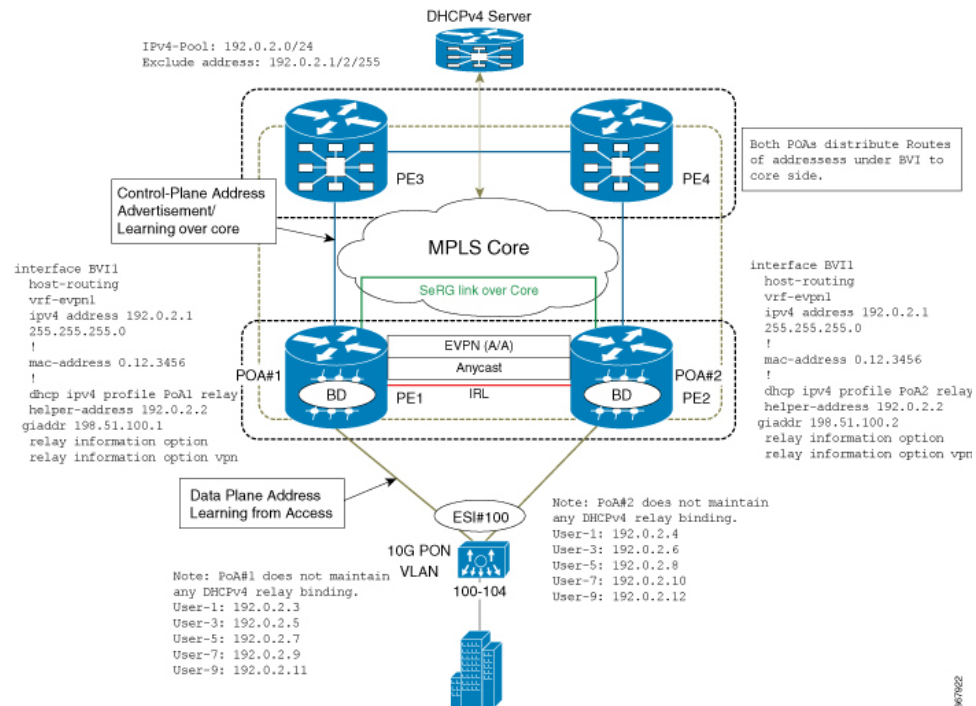 DHCPv4 Server
IPv4-Pool: 192.0.2.0/24
Exclude address: 192.0.2.1/2/255
PE3
PE4
Both POAs distribute Routes
of addressess under BVI to
core side.
Control-Plane Address
Advertisement/
Learning over core
MPLS Core
SeRG link over Core
interface BVI1
host-routing
vrf-evpn1
ipv4 address 192.0.2.1
255.255.255.0
!
mac-address 0.12.3456
!
dhcp ipv4 profile PoA1 relay
helper-address 192.0.2.2
giaddr 198.51.100.1
relay information option
relay information option vpn
POA#1
BD
PE1
EVPN (A/A)
Anycast
IRL
POA#2
BD
PE2
interface BVI1
host-routing
vrf-evpn1
ipv4 address 192.0.2.1
255.255.255.0
!
mac-address 0.12.3456
!
dhcp ipv4 profile PoA2 relay
helper-address 192.0.2.2
giaddr 198.51.100.2
relay information option
relay information option vpn
Data Plane Address
Learning from Access
ESI#100
10G PON
VLAN
100-104
Note: PoA#2 does not maintain
any DHCPv4 relay binding.
User-1: 192.0.2.4
User-3: 192.0.2.6
User-5: 192.0.2.8
User-7: 192.0.2.10
User-9: 192.0.2.12
Note: PoA#1 does not maintain
any DHCPv4 relay binding.
User-1: 192.0.2.3
User-3: 192.0.2.5
User-5: 192.0.2.7
User-7: 192.0.2.9
User-9: 192.0.2.11